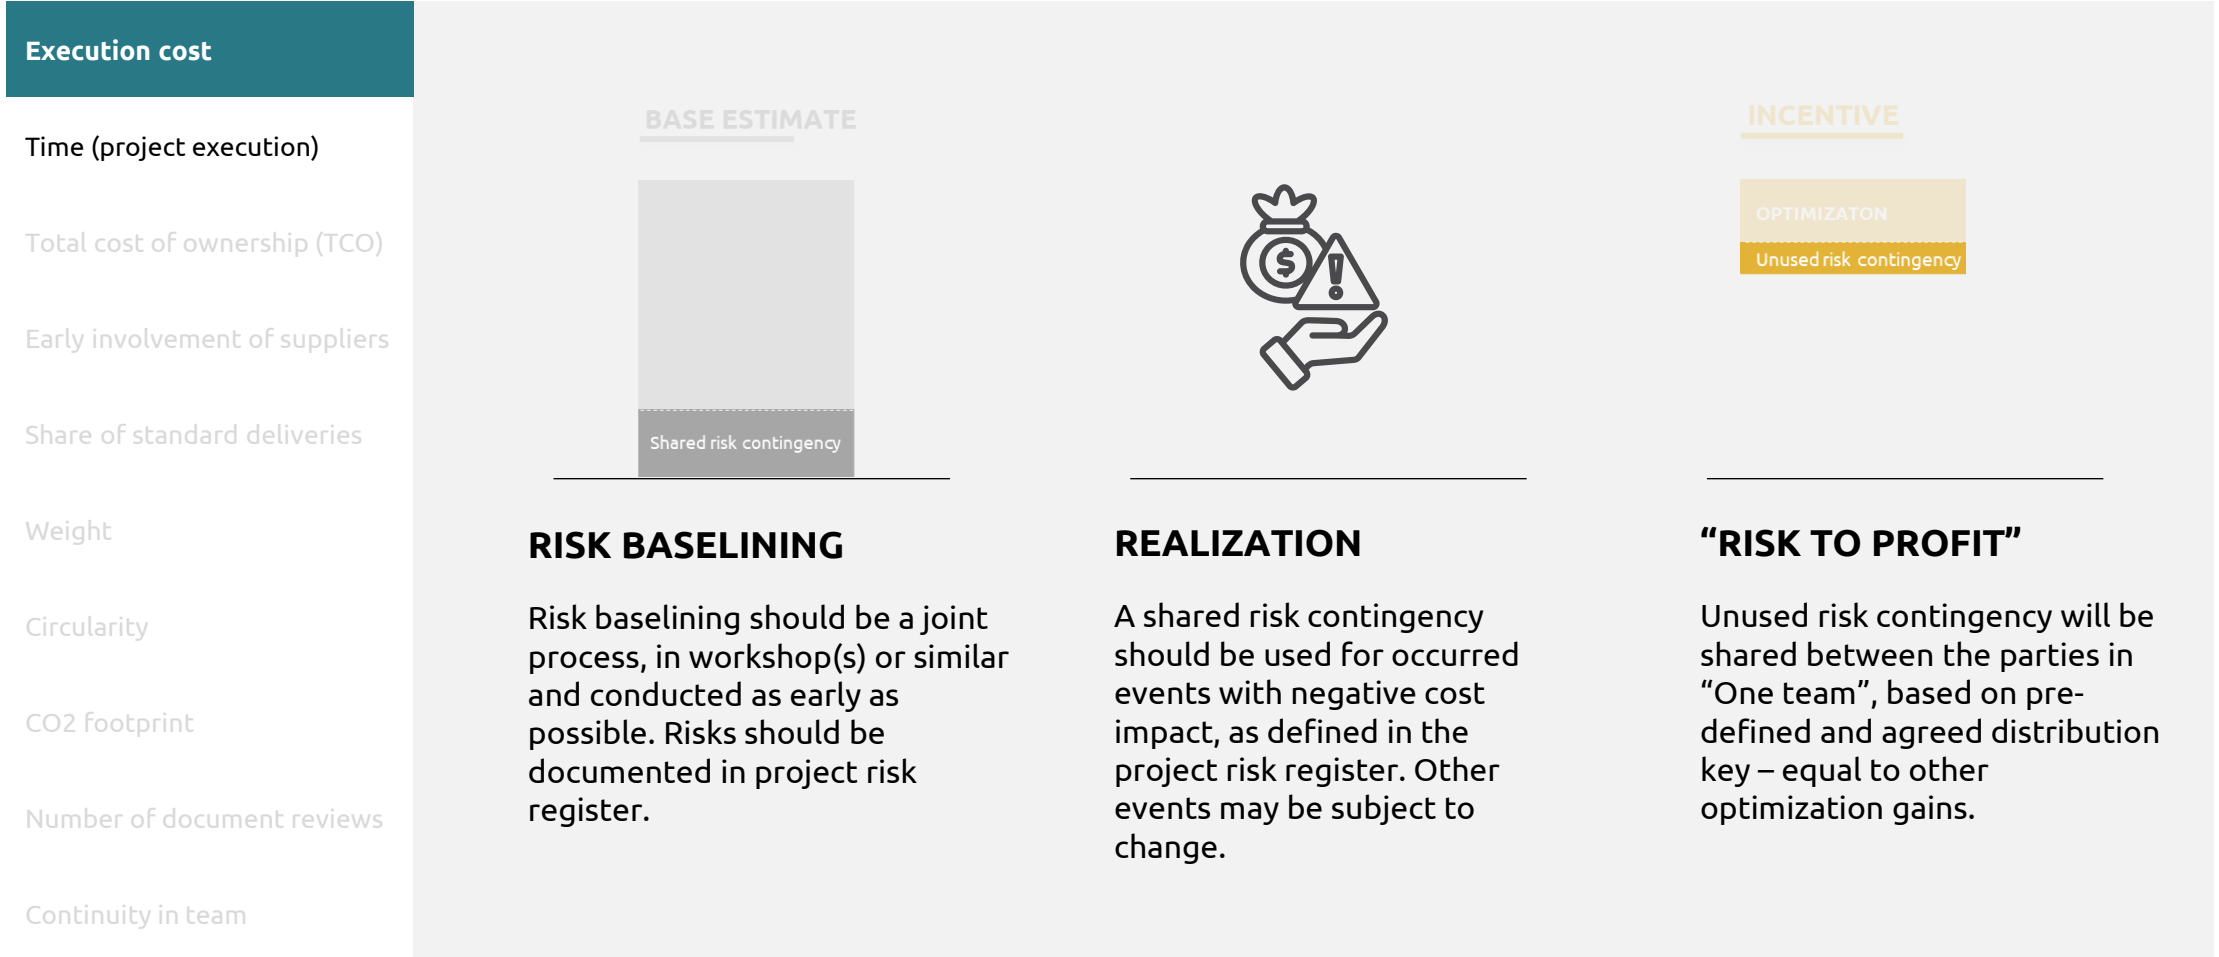 Execution cost
Time (project execution)
Total cost of ownership (TCO)
Early involvement of suppliers
Share of standard deliveries
Weight
Circularity
CO2 footprint
Number of document reviews
Continuity in team
BASE ESTIMATE
Shared risk contingency
RISK BASELINING
Risk baselining should be a joint
process, in workshop(s) or similar
and conducted as early as
possible. Risks should be
documented in project risk
register.
$
!
REALIZATION
A shared risk contingency
should be used for occurred
events with negative cost
impact, as defined in the
project risk register. Other
events may be subject to
change.
INCENTIVE
OPTIMIZATON
Unused risk contingency
“RISK TO PROFIT”
Unused risk contingency will be
shared between the parties in
“One team”, based on pre-
defined and agreed distribution
key – equal to other
optimization gains.